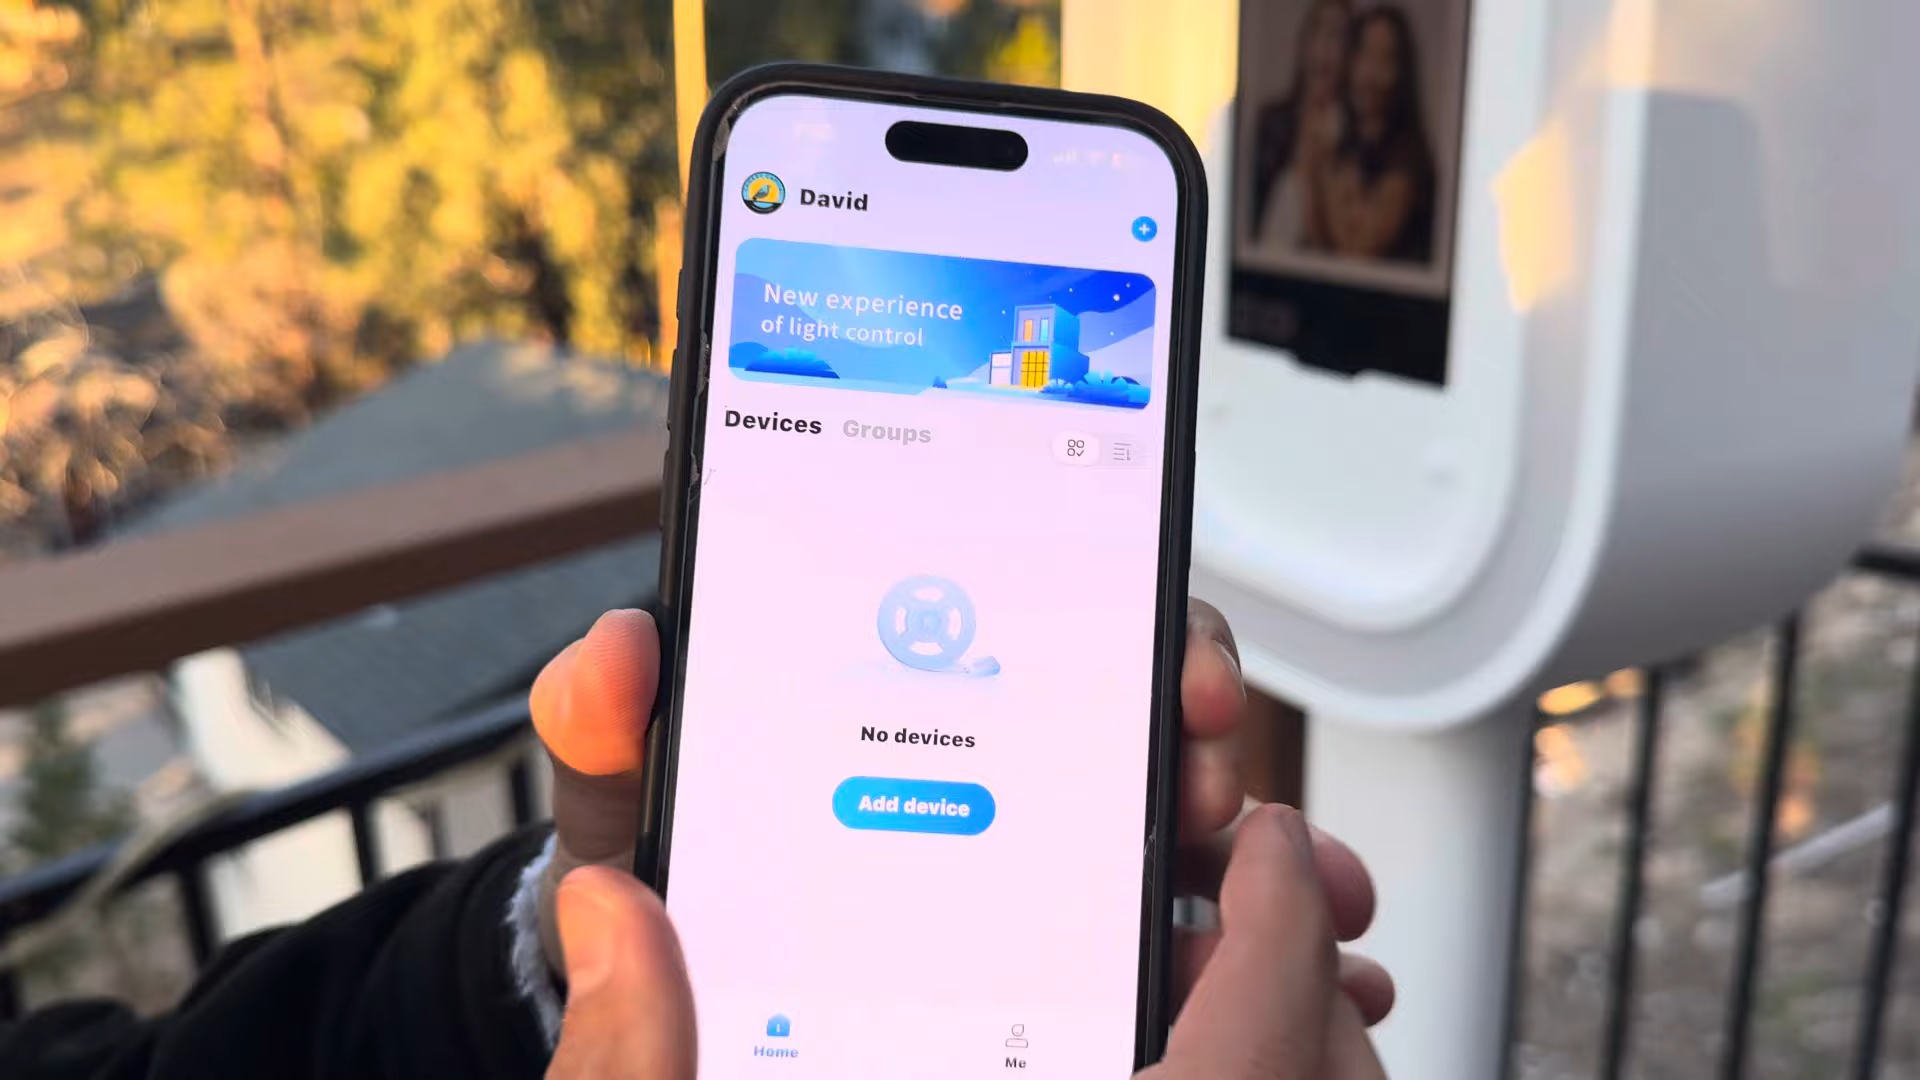 David
New experience
of light control
Devices Groups
No devices
Add device
Home
Me